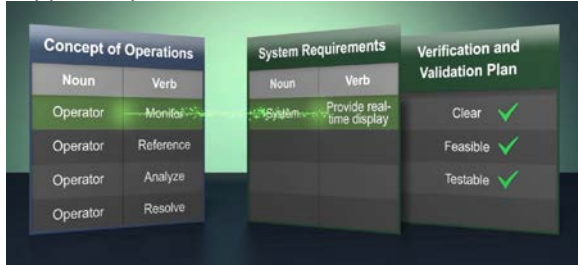 Concept of Operations
Noun Verb
Operator Monitor
Operator Reference
Operator Analyze
Operator Resolve
System Requirements
Noun Verb
System Provide real-
time display
Verification and
Validation Plan
Clear
Feasible
Testable